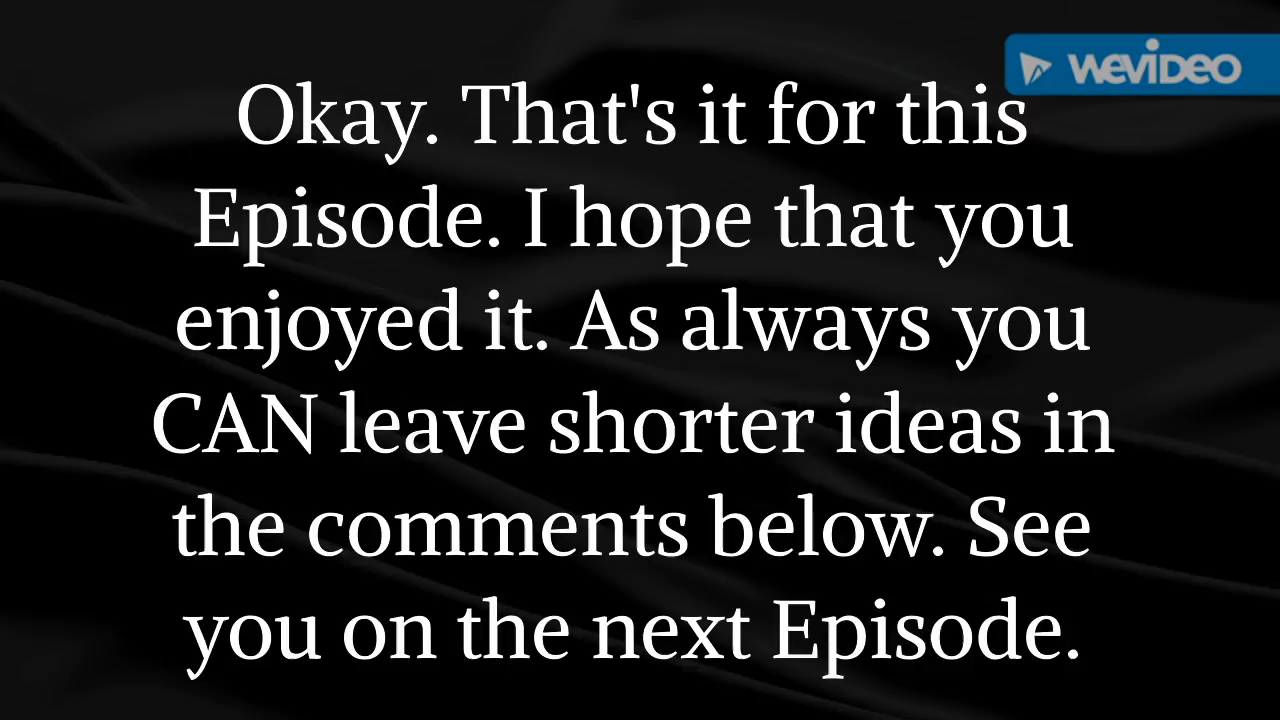 WEVIDEO
Okay. That's it for this
Episode. I hope that you
enjoyed it. As always you
CAN leave shorter ideas in
the comments below. See
you on the next Episode.